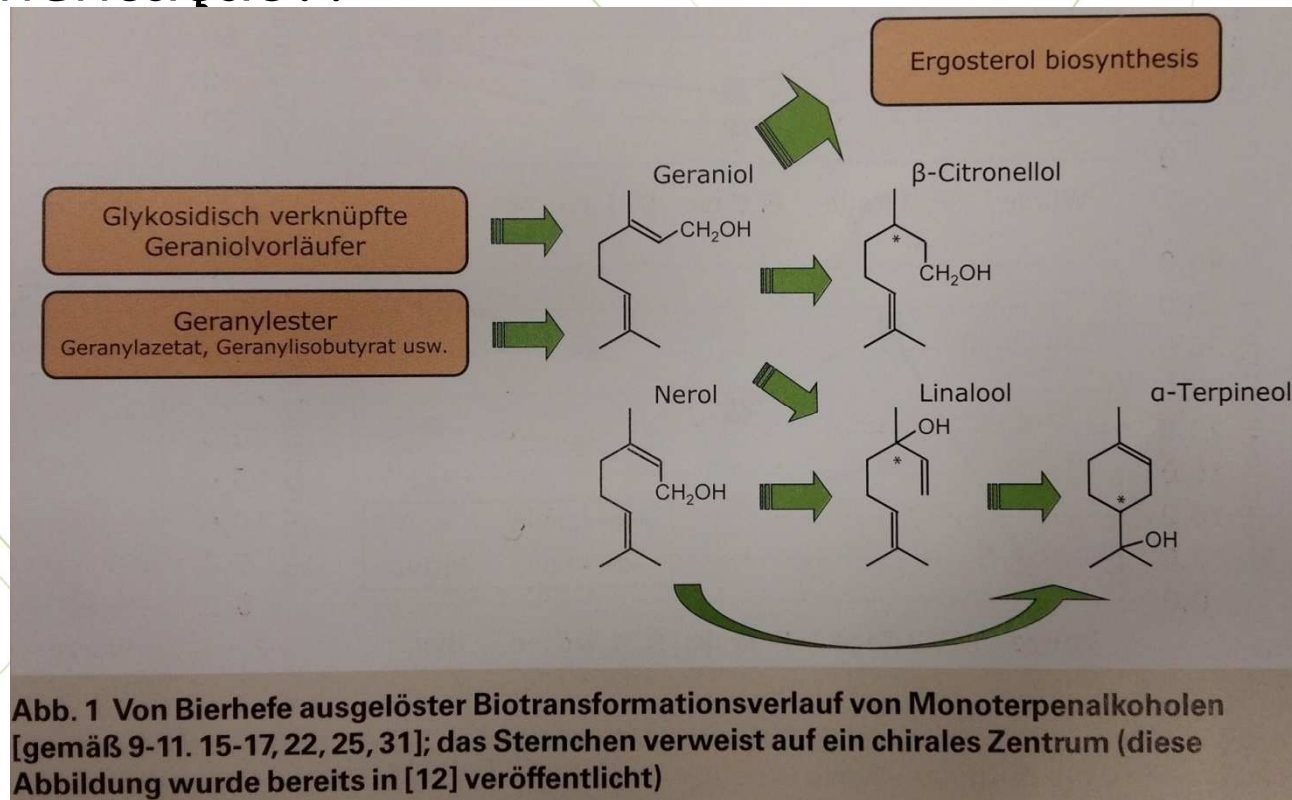 Ergosterol biosynthesis
Geraniol
β-Citronellol
Glykosidisch verknüpfte
Geraniolvorläufer
CH₂OH
*
CH₂OH
Geranylester
Geranylazetat, Geranylisobutyrat usw.
Nerol
Linalool
α-Terpineol
OH
*
CH₂OH
*
OH
Abb. 1 Von Bierhefe ausgelöster Biotransformationsverlauf von Monoterpenalkoholen
[gemäß 9-11. 15-17, 22, 25, 31]; das Sternchen verweist auf ein chirales Zentrum (diese
Abbildung wurde bereits in [12] veröffentlicht)